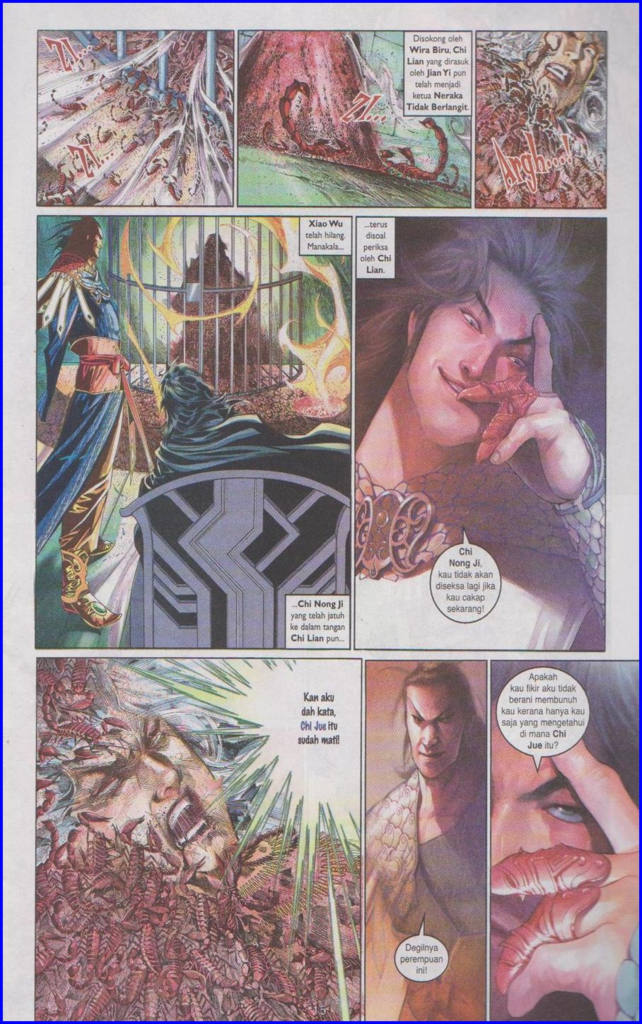 ZI...
ZI...
ZI...
Disokong oleh
Wira Biru, Chi
Lian yang dirasuk
oleh Jian Yi pun
telah menjadi
ketua Neraka
Tidak Berlangit.
Argh...!
Xiao Wu
telah hilang.
Manakala...
...Chi Nong Ji
yang telah jatuh
ke dalam tangan
Chi Lian pun...
...terus
disoal
periksa
oleh Chi
Lian.
Chi
Nong Ji,
kau tidak akan
diseksa lagi jika
kau cakap
sekarang!
Kan aku
dah kata,
Chi Jue itu
sudah mati!
Degilnya
perempuan
ini!
Apakah
kau fikir aku tidak
berani membunuh
kau kerana hanya kau
saja yang mengetahui
di mana Chi
Jue itu?